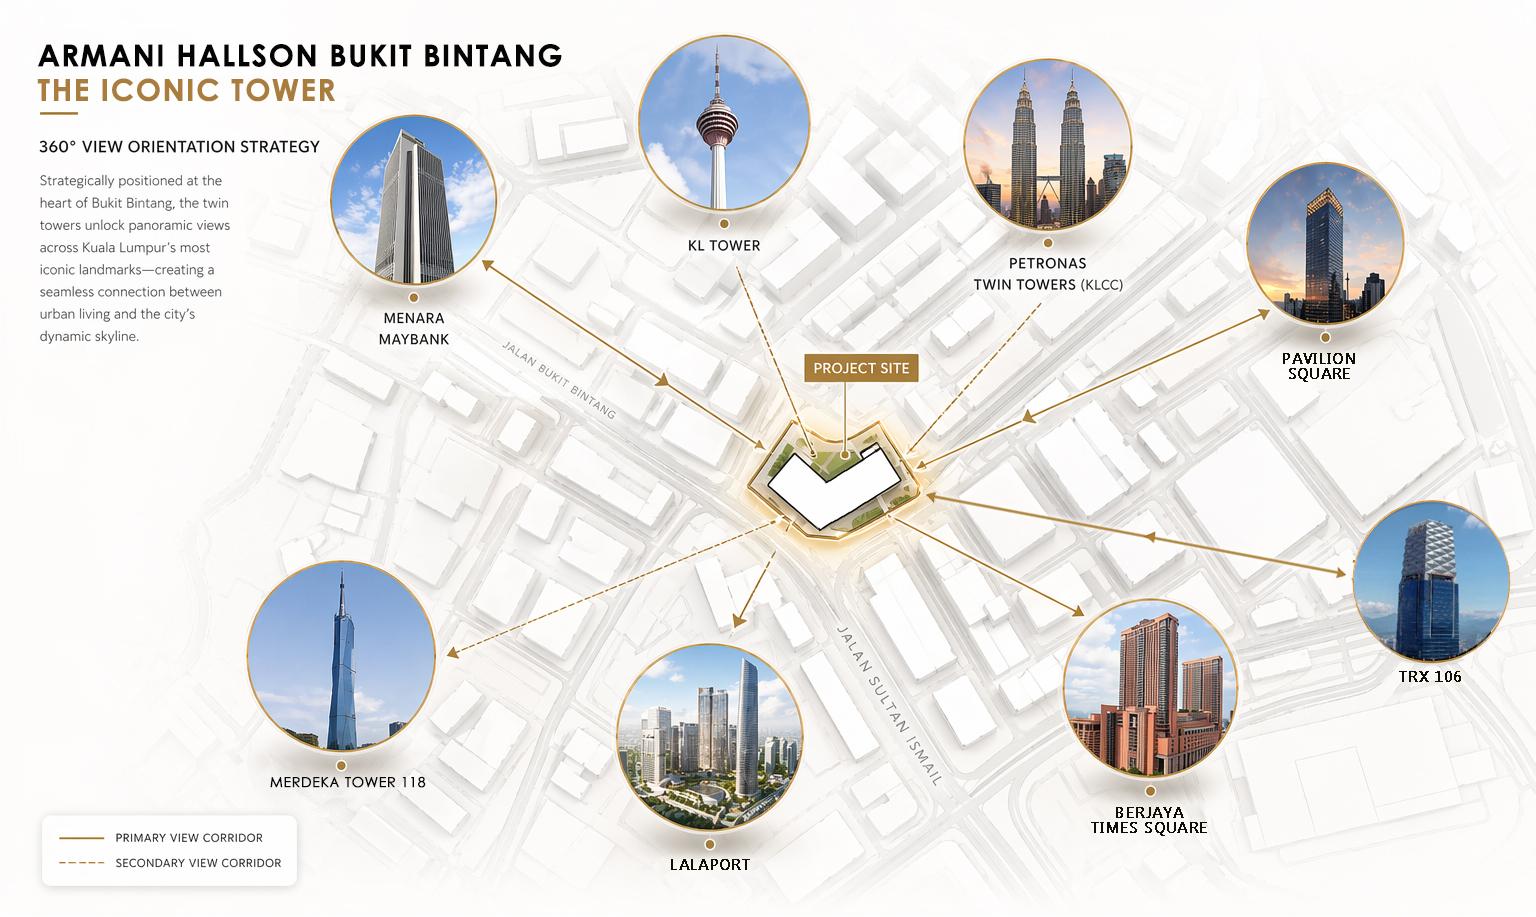 ARMANI HALLSON BUKIT BINTANG
THE ICONIC TOWER
360° VIEW ORIENTATION STRATEGY
Strategically positioned at the
heart of Bukit Bintang, the twin
towers unlock panoramic views
across Kuala Lumpur's most
iconic landmarks—creating a
seamless connection between
urban living and the city's
dynamic skyline.
MENARA
MAYBANK
KL TOWER
PETRONAS
TWIN TOWERS (KLCC)
PAVILION
SQUARE
JALAN BUKIT BINTANG
PROJECT SITE
TRX 106
JALAN SULTAN ISMAIL
MERDEKA TOWER 118
LALAPORT
BERJAYA
TIMES SQUARE
PRIMARY VIEW CORRIDOR
SECONDARY VIEW CORRIDOR